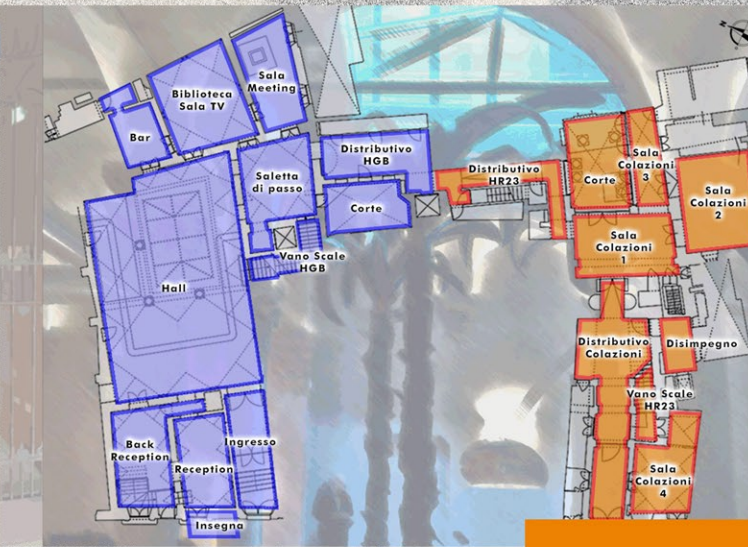 Sala
Meeting
Biblioteca
Sala TV
Bar
Distributivo
HGB
Saletta
di passo
Corte
Vano Scale
HGB
Hall
Back
Reception
Reception
Ingresso
Insegna
Distributivo
HR23
Corte
Sala
Colazioni
3
Sala
Colazioni
2
Sala
Colazioni
1
Distributivo
Colazioni
Disimpegno
Vano Scale
HR23
Sala
Colazioni
4